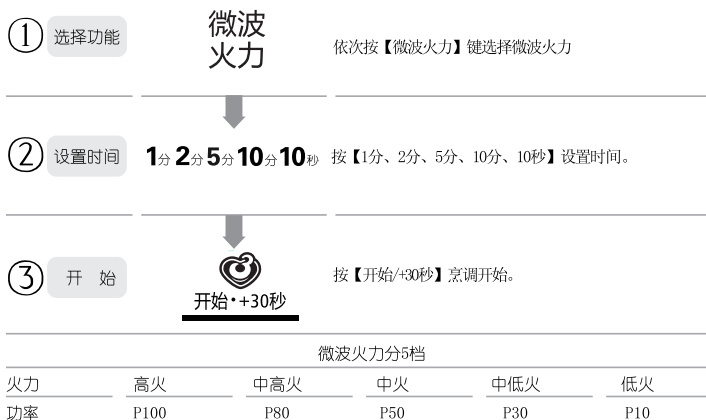 ① 选择功能 微波火力 依次按【微波火力】键选择微波火力
② 设置时间 1分 2分 5分 10分 10秒 按【1分、2分、5分、10分、10秒】设置时间。
③ 开 始 开始·+30秒 按【开始/+30秒】烹调开始。
微波火力分5档
火力 高火 中高火 中火 中低火 低火
功率 P100 P80 P50 P30 P10